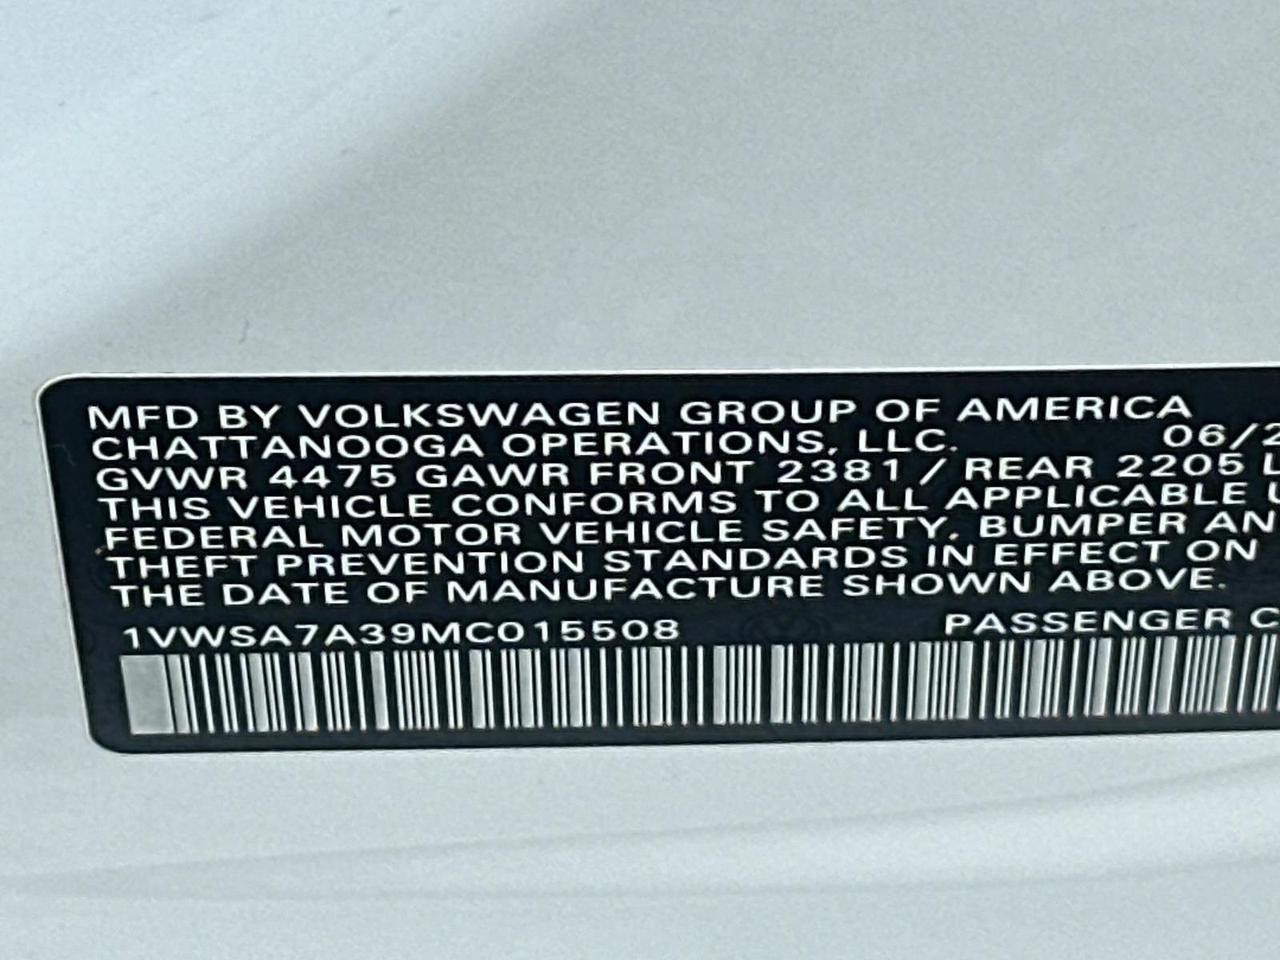 MFD BY VOLKSWAGEN GROUP OF AMERICA
CHATTANOOGA OPERATIONS, LLC. 06/2
GVWR 4475 GAWR FRONT 2381 / REAR 2205 L
THIS VEHICLE CONFORMS TO ALL APPLICABLE U
FEDERAL MOTOR VEHICLE SAFETY, BUMPER AN
THEFT PREVENTION STANDARDS IN EFFECT ON
THE DATE OF MANUFACTURE SHOWN ABOVE.
1VWSA7A39MC015508 PASSENGER C